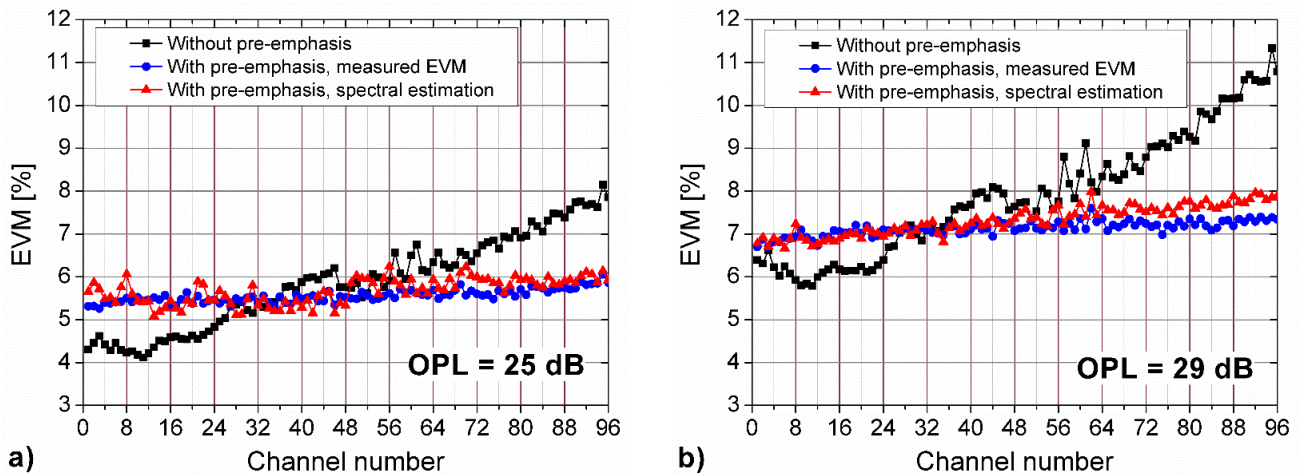 12
11
10
9
8
7
6
5
4
3
EVM [%]
Without pre-emphasis
With pre-emphasis, measured EVM
With pre-emphasis, spectral estimation
OPL = 25 dB
0 8 16 24 32 40 48 56 64 72 80 88 96
a) Channel number
12
11
10
9
8
7
6
5
4
3
EVM [%]
Without pre-emphasis
With pre-emphasis, measured EVM
With pre-emphasis, spectral estimation
OPL = 29 dB
0 8 16 24 32 40 48 56 64 72 80 88 96
b) Channel number